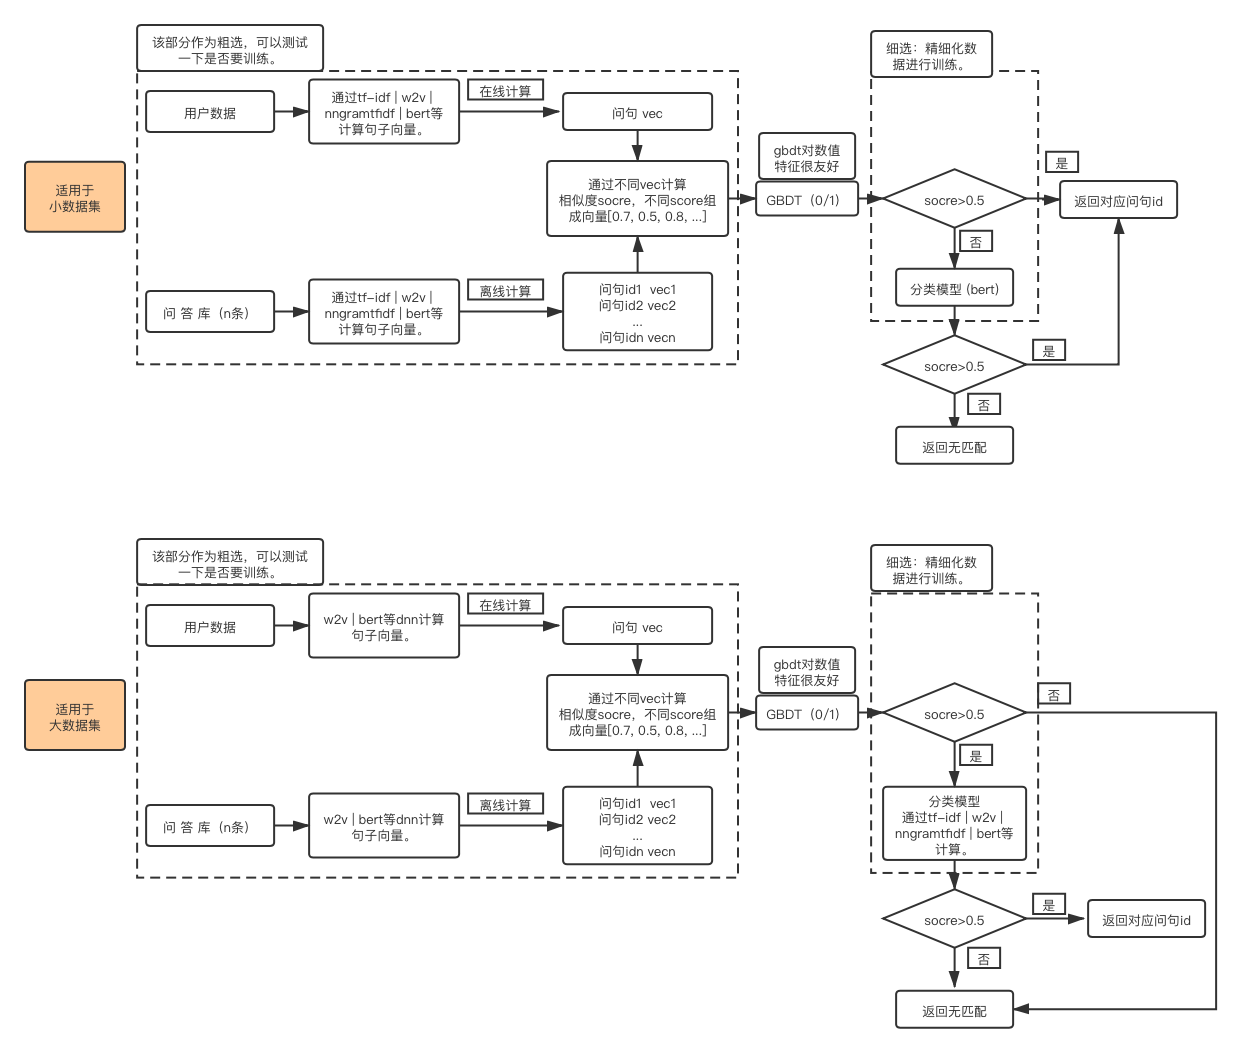 该部分作为粗选，可以测试
一下是否要训练。
细选：精细化数
据进行训练。
用户数据
通过tf-idf | w2v |
nngramtfidf | bert等
计算句子向量。
在线计算
问句 vec
适用于
小数据集
通过不同vec计算
相似度socre，不同score组
成向量[0.7, 0.5, 0.8, ...]
gbdt对数值
特征很友好
GBDT（0/1）
socre>0.5
是
返回对应问句id
否
分类模型 (bert)
问 答 库（n条）
通过tf-idf | w2v |
nngramtfidf | bert等
计算句子向量。
离线计算
问句id1  vec1
问句id2 vec2
...
问句idn vecn
socre>0.5
是
否
返回无匹配
该部分作为粗选，可以测试
一下是否要训练。
细选：精细化数
据进行训练。
用户数据
w2v | bert等dnn计算
句子向量。
在线计算
问句 vec
适用于
大数据集
通过不同vec计算
相似度socre，不同score组
成向量[0.7, 0.5, 0.8, ...]
gbdt对数值
特征很友好
GBDT（0/1）
socre>0.5
否
是
分类模型
通过tf-idf | w2v |
nngramtfidf | bert等
计算。
问 答 库（n条）
w2v | bert等dnn计算
句子向量。
离线计算
问句id1  vec1
问句id2 vec2
...
问句idn vecn
socre>0.5
是
返回对应问句id
否
返回无匹配